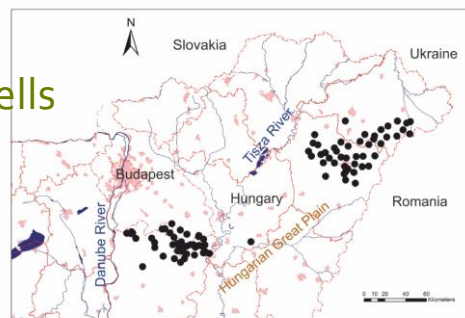 N
Slovakia
Ukraine
ells
Tisza River
Budapest
Danube River
Hungary
Romania
Hungarian Great Plain
0 10 20 40 60
Kilometers